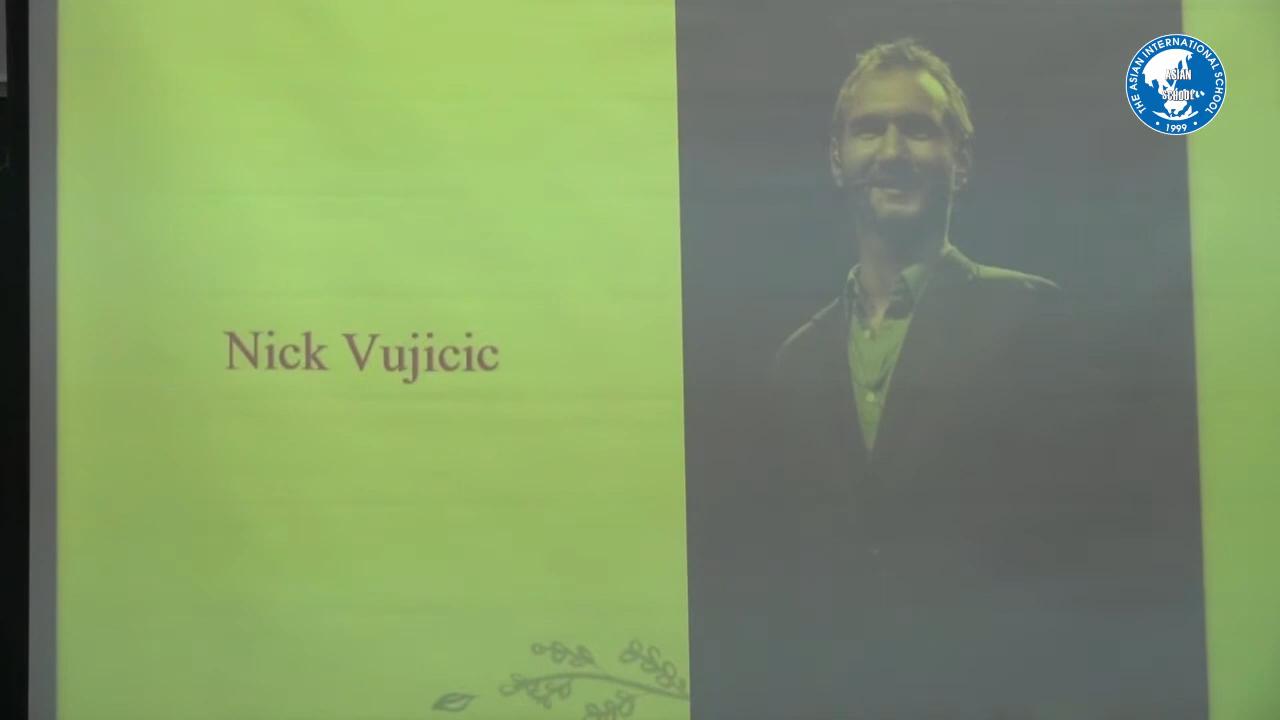 Nick Vujicic
THE ASIAN INTERNATIONAL SCHOOL
ASIAN
SCHOOL
• 1999 •